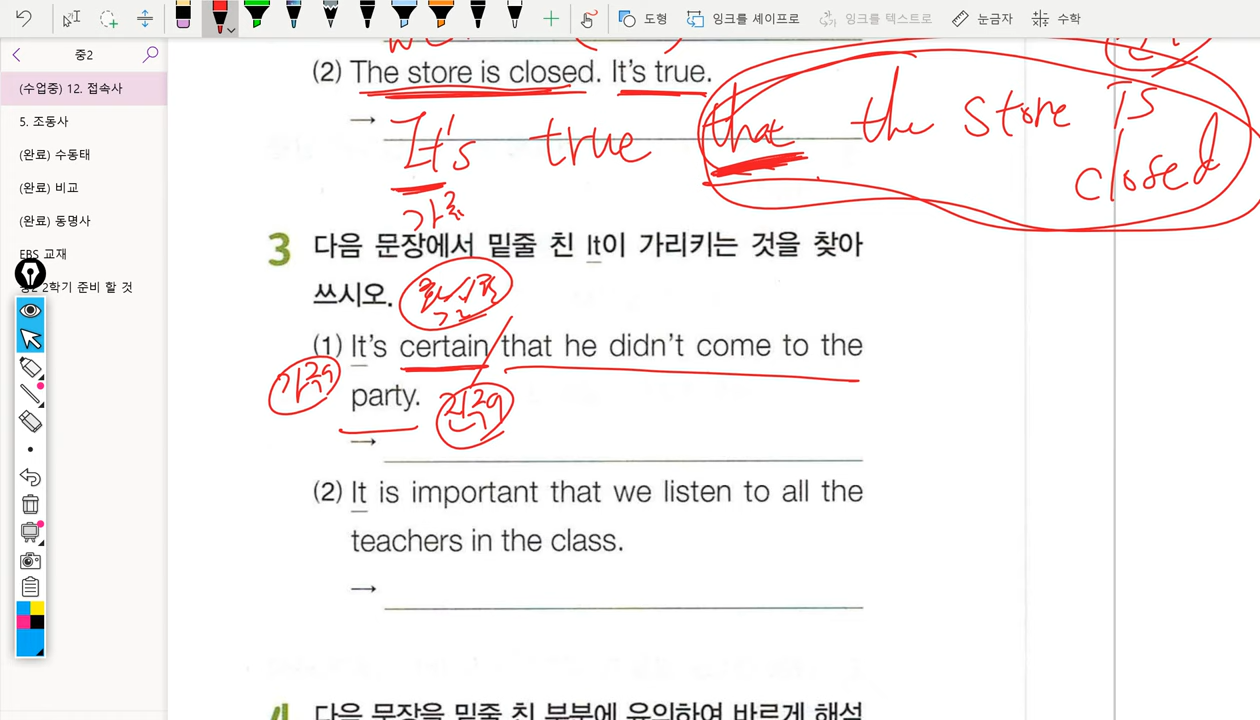 도형
잉크를 셰이프로
잉크를 텍스트로
눈금자
수학
중2
(수업중) 12. 접속사
5. 조동사
(완료) 수동태
(완료) 비교
(완료) 동명사
EBS 교재
중2 2학기 준비 할 것
(2) The store is closed. It's true.
→ It's true that the store is
closed
가주
3 다음 문장에서 밑줄 친 It이 가리키는 것을 찾아
쓰시오.
(1) It's certain that he didn't come to the
가주어
party. 진주어
→
(2) It is important that we listen to all the
teachers in the class.
→
4 다음 문장을 밑줄 친 부분에 유의하여 바르게 해석